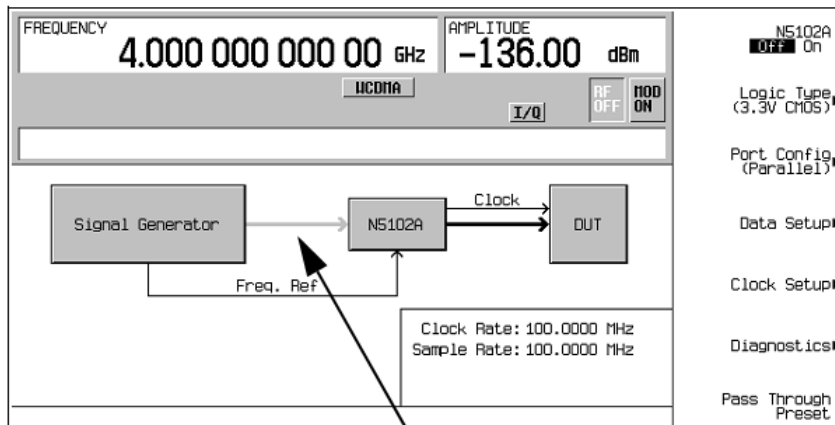 FREQUENCY
4.000 000 000 00 GHz
AMPLITUDE
-136.00 dBm
WCDMA
I/Q
RF
OFF
MOD
ON
Signal Generator
N5102A
Clock
DUT
Freq. Ref
Clock Rate: 100.0000 MHz
Sample Rate: 100.0000 MHz
N5102A
Off On
Logic Type
(3.3V CMOS)
Port Config
(Parallel)
Data Setup
Clock Setup
Diagnostics
Pass Through
Preset